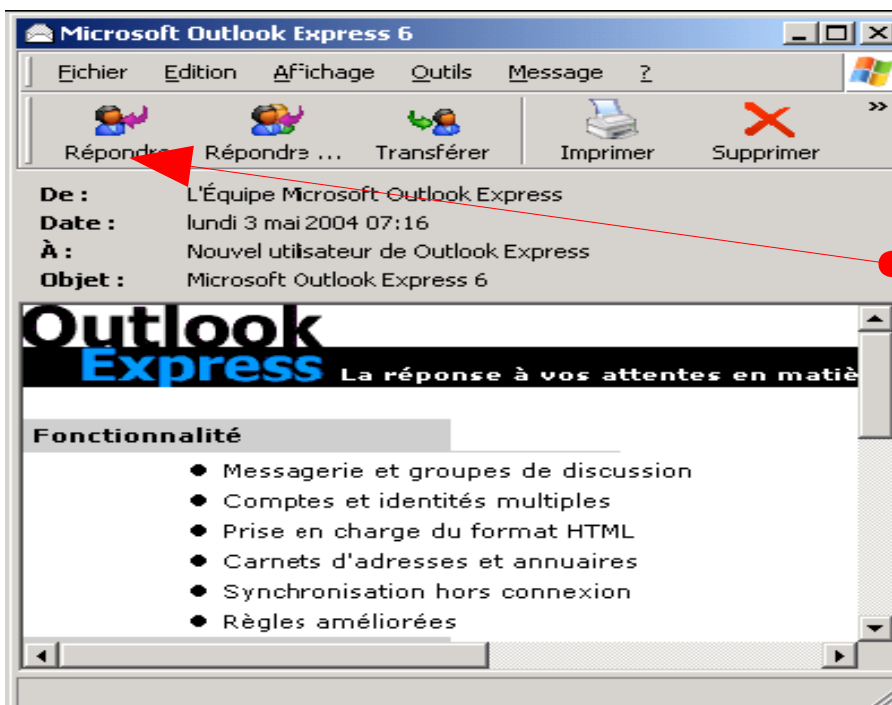 Microsoft Outlook Express 6
Fichier Edition Affichage Outils Message ?
Répondre Répondre ... Transférer Imprimer Supprimer »
De : L'Équipe Microsoft Outlook Express
Date : lundi 3 mai 2004 07:16
À : Nouvel utilisateur de Outlook Express
Objet : Microsoft Outlook Express 6
Outlook
Express La réponse à vos attentes en matiè
Fonctionnalité
● Messagerie et groupes de discussion
● Comptes et identités multiples
● Prise en charge du format HTML
● Carnets d'adresses et annuaires
● Synchronisation hors connexion
● Règles améliorées